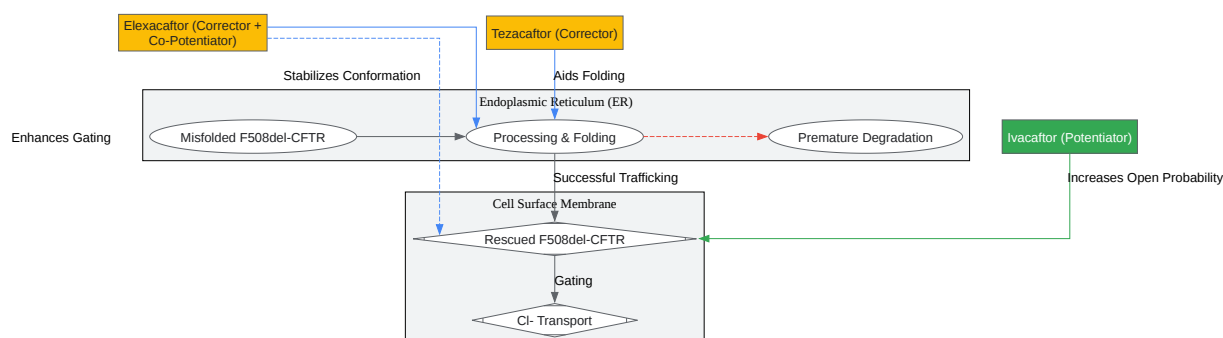 Elexacaftor (Corrector +
Co-Potentiator)
Tezacaftor (Corrector)
Stabilizes Conformation
Aids Folding
Endoplasmic Reticulum (ER)
Enhances Gating
Misfolded F508del-CFTR
Processing & Folding
Premature Degradation
Ivacaftor (Potentiator)
Successful Trafficking
Increases Open Probability
Cell Surface Membrane
Rescued F508del-CFTR
Gating
Cl- Transport